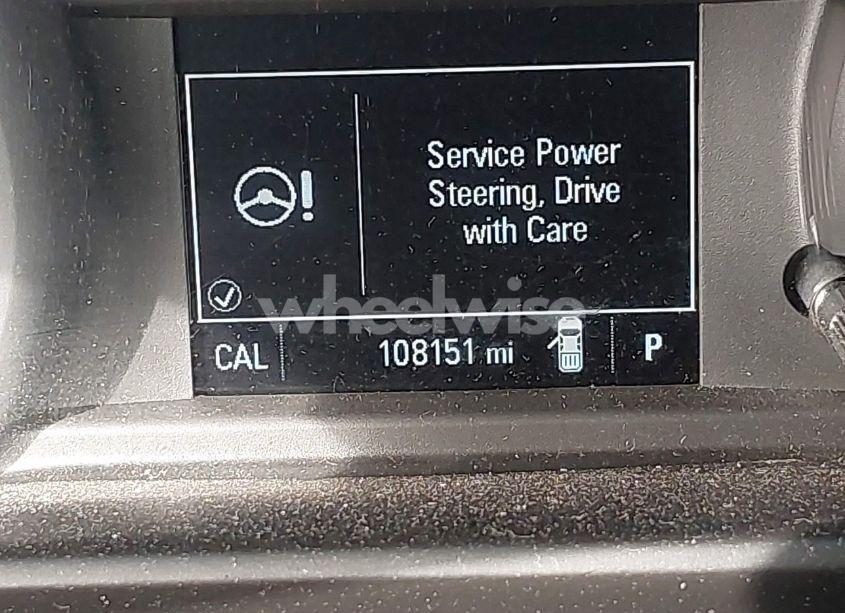 Service Power
Steering, Drive
with Care
wheelwise
CAL
108151 mi
P